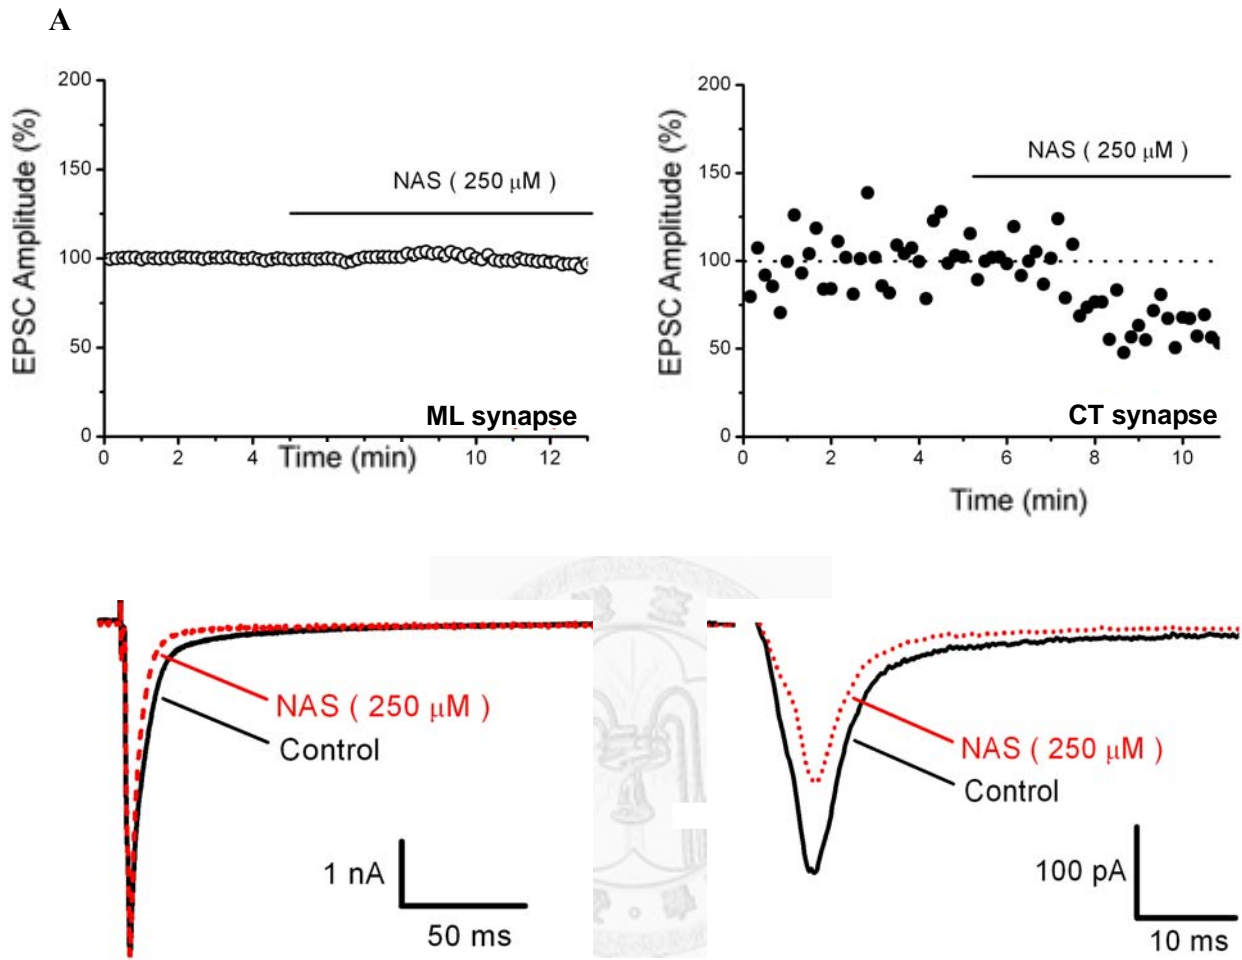 A
EPSC Amplitude (%)
200
150
100
50
0
NAS ( 250 μM )
ML synapse
0 2 4 10 12
Time (min)
EPSC Amplitude (%)
200
150
100
50
0
NAS ( 250 μM )
CT synapse
0 2 4 6 8 10
Time (min)
NAS ( 250 μM )
Control
1 nA
50 ms
NAS ( 250 μM )
Control
100 pA
10 ms